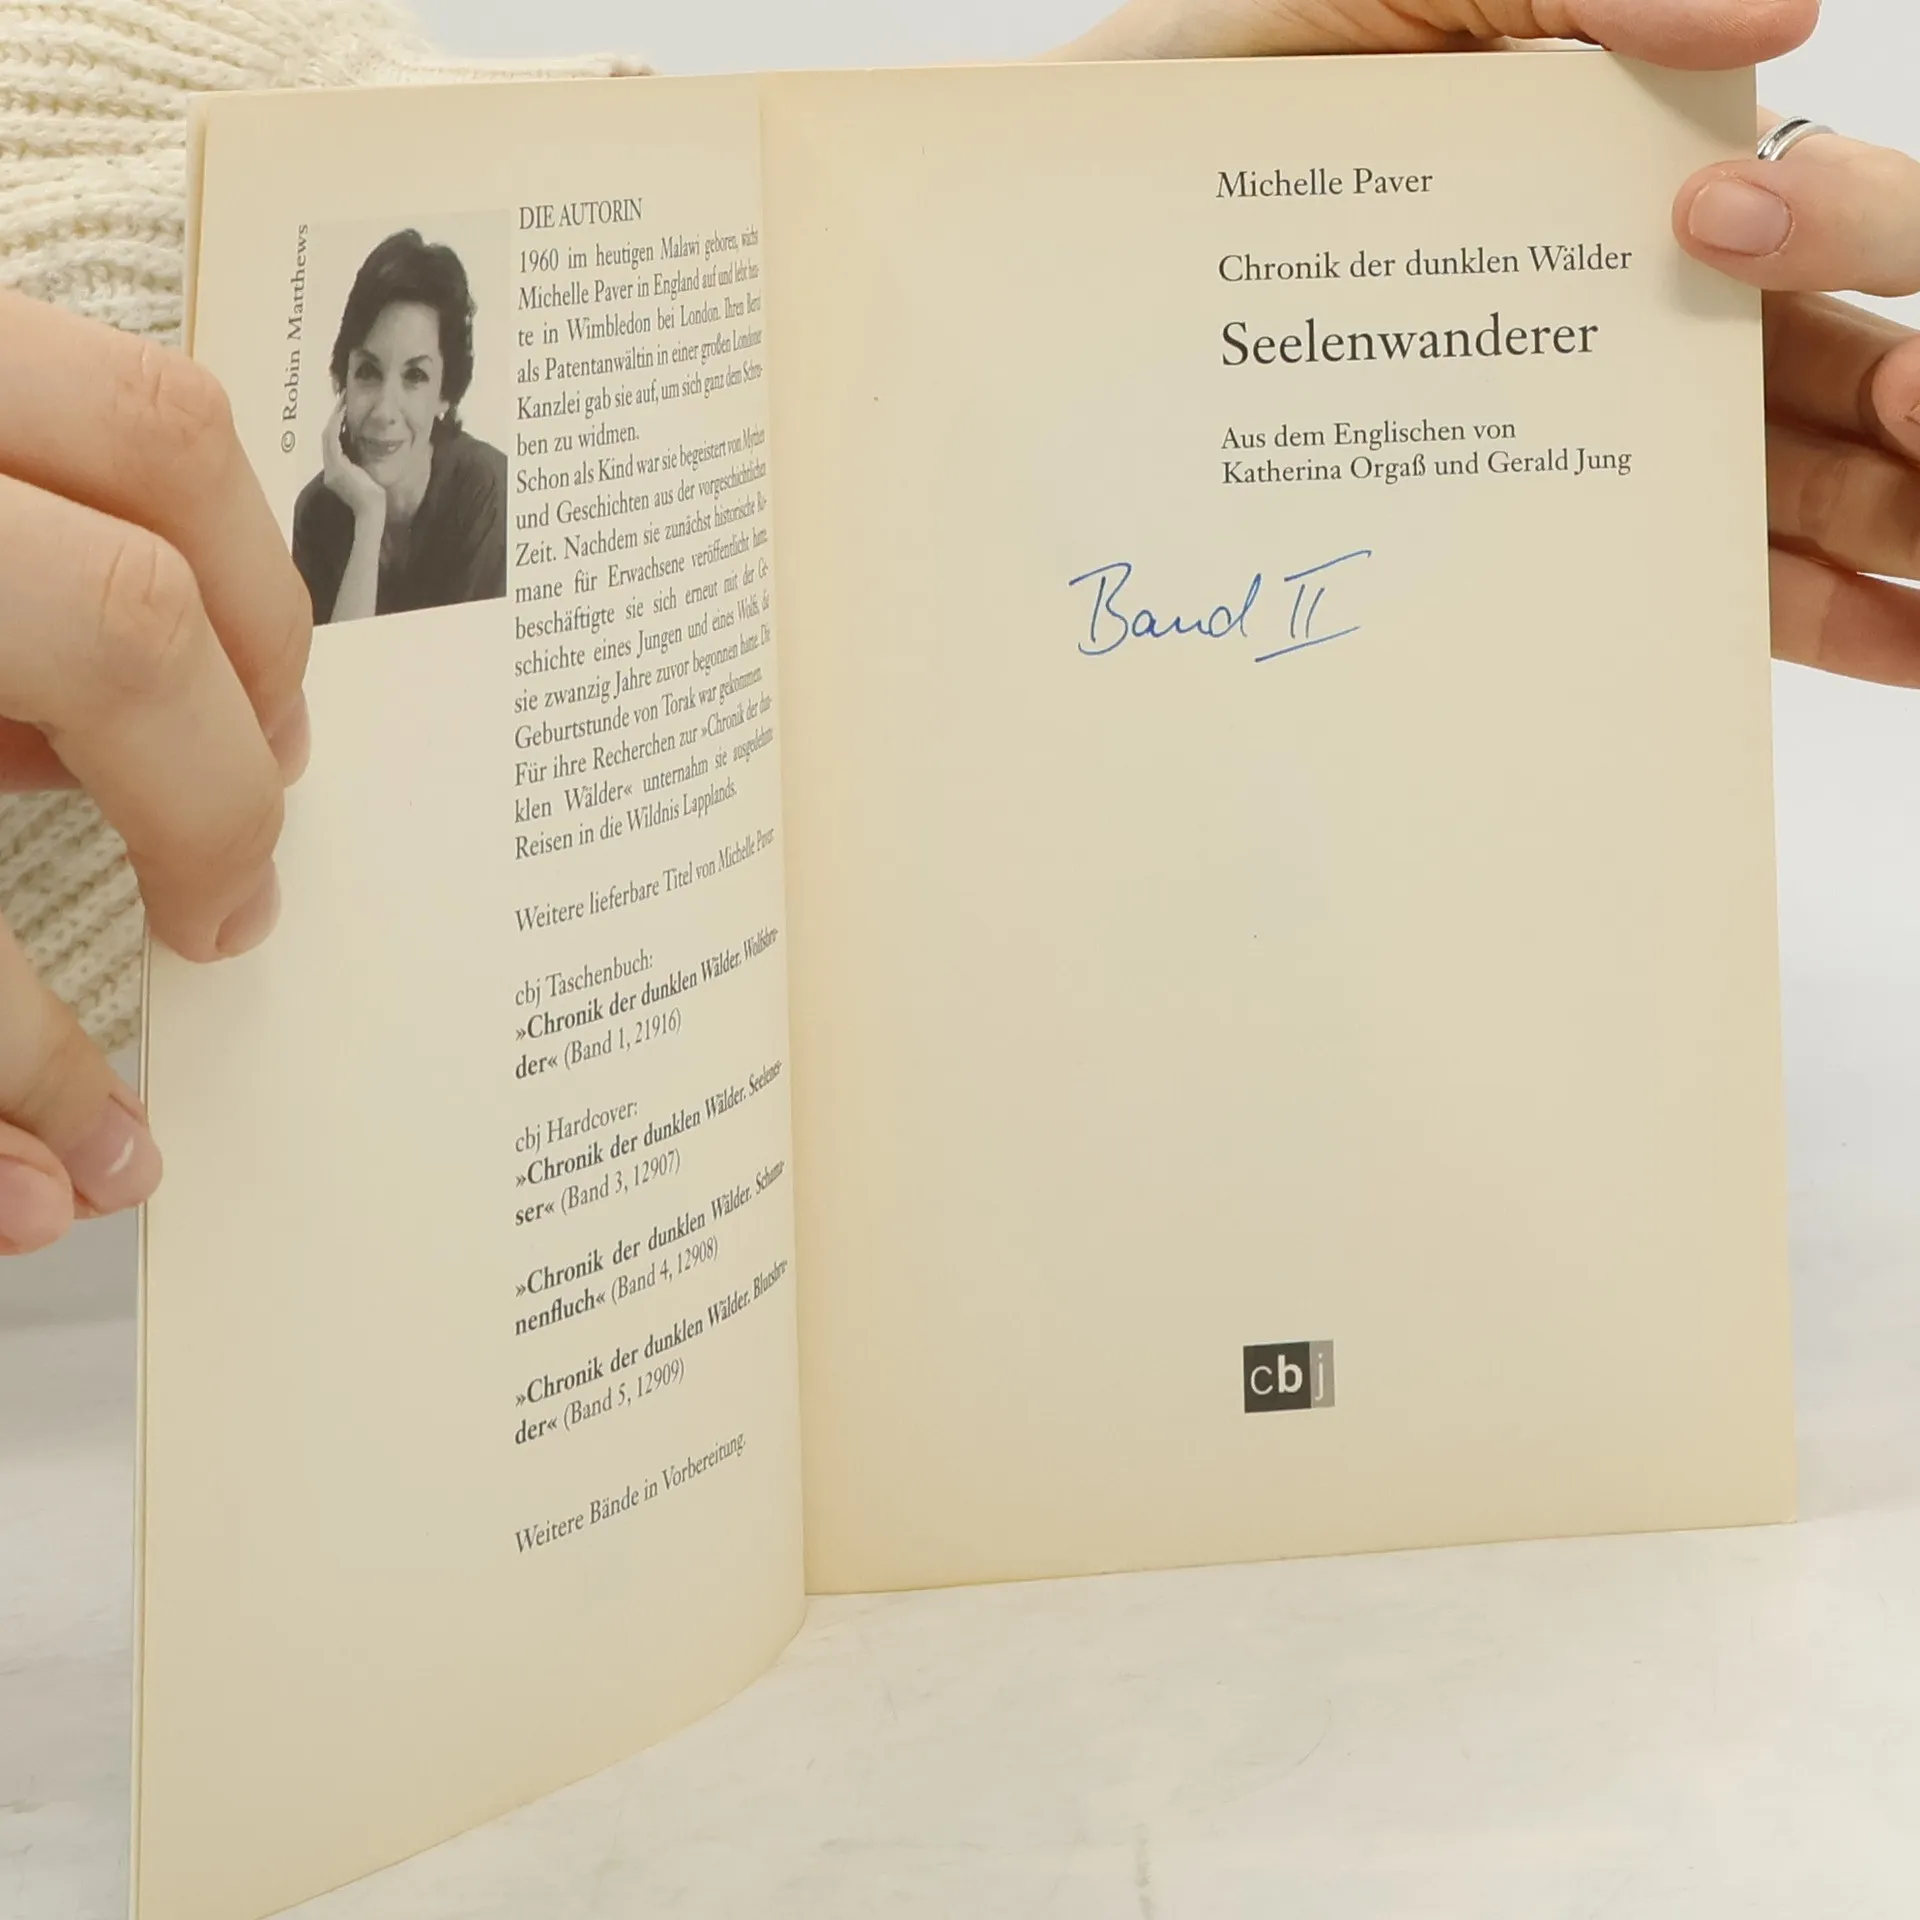 © Robin Matthews
DIE AUTORIN
1960 im heutigen Malawi geboren, wuchs
Michelle Paver in England auf und lebt heu-
te in Wimbledon bei London. Ihren Beruf
als Patentanwältin in einer großen Londoner
Kanzlei gab sie auf, um sich ganz dem Schrei-
ben zu widmen.
Schon als Kind war sie begeistert von Mythen
und Geschichten aus der vorgeschichtlichen
Zeit. Nachdem sie zunächst historische Ro-
mane für Erwachsene veröffentlicht hatte,
beschäftigte sie sich erneut mit der Ge-
schichte eines Jungen und eines Wolfs, die
sie zwanzig Jahre zuvor begonnen hatte. Die
Geburtstunde von Torak war gekommen.
Für ihre Recherchen zur »Chronik der dun-
klen Wälder« unternahm sie ausgedehnte
Reisen in die Wildnis Lapplands.
Weitere lieferbare Titel von Michelle Paver
cbj Taschenbuch:
»Chronik der dunklen Wälder. Wolfsbru-
der« (Band 1, 21916)
cbj Hardcover:
»Chronik der dunklen Wälder. Seelenes-
ser« (Band 3, 12907)
»Chronik der dunklen Wälder. Schama-
nenfluch« (Band 4, 12908)
»Chronik der dunklen Wälder. Blutsbru-
der« (Band 5, 12909)
Weitere Bände in Vorbereitung.
Michelle Paver
Chronik der dunklen Wälder
Seelenwanderer
Aus dem Englischen von
Katherina Orgaß und Gerald Jung
Band II
cbj